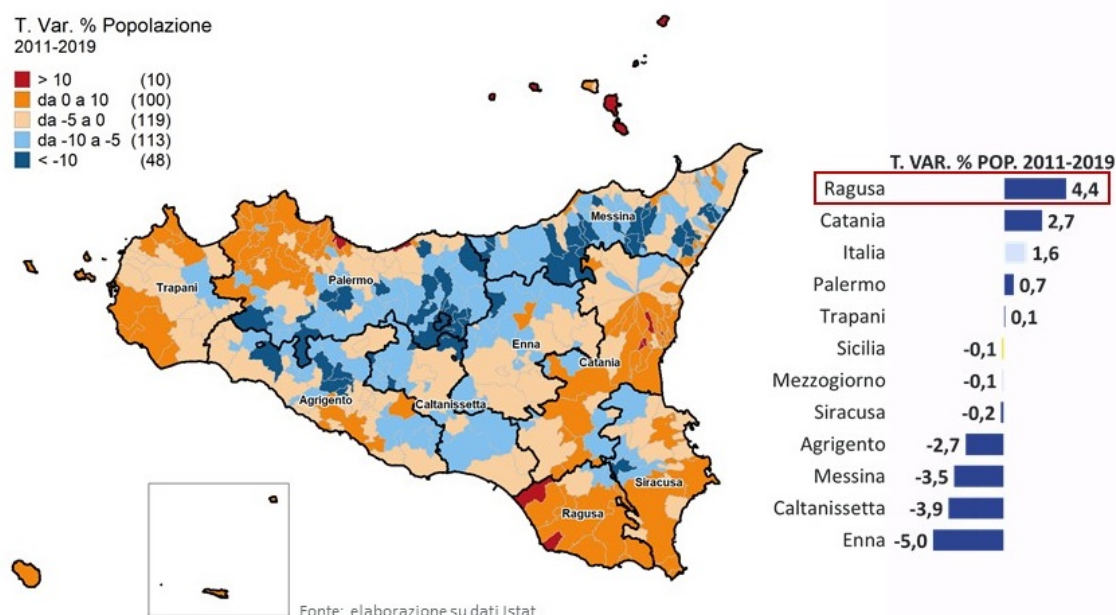 T. Var. % Popolazione
2011-2019
> 10 (10)
da 0 a 10 (100)
da -5 a 0 (119)
da -10 a -5 (113)
< -10 (48)
Messina
Palermo
Trapani
Enna
Catania
Agrigento
Caltanissetta
Siracusa
Ragusa
Fonte: elaborazione su dati Istat
T. VAR. % POP. 2011-2019
Ragusa 4,4
Catania 2,7
Italia 1,6
Palermo 0,7
Trapani 0,1
Sicilia -0,1
Mezzogiorno -0,1
Siracusa -0,2
Agrigento -2,7
Messina -3,5
Caltanissetta -3,9
Enna -5,0